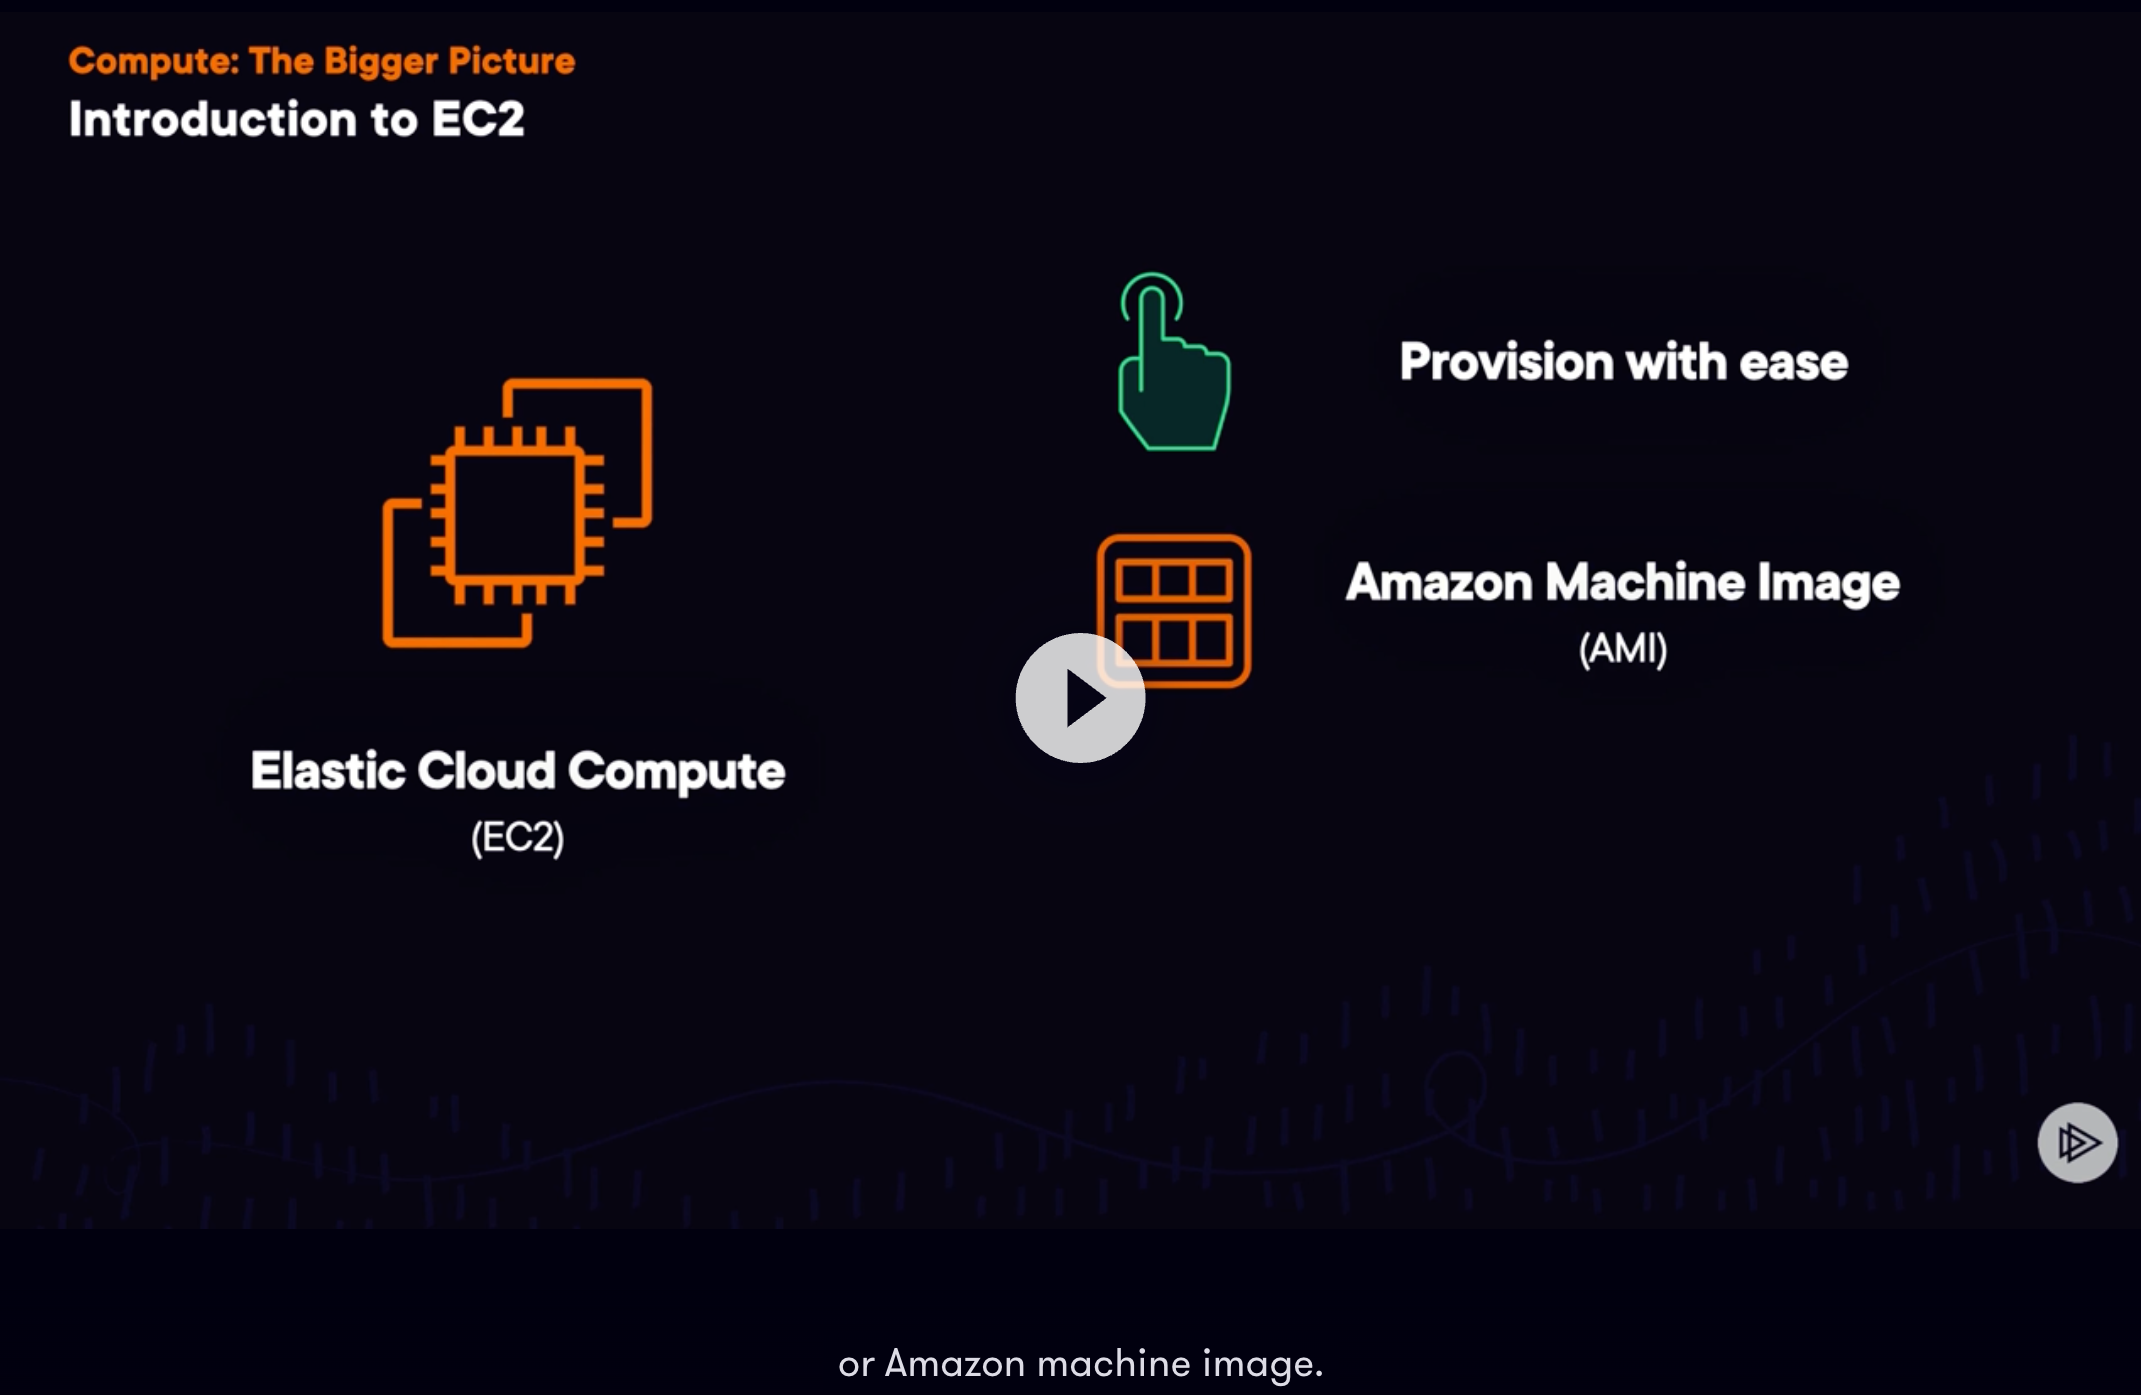 Compute: The Bigger Picture
Introduction to EC2
Provision with ease
Amazon Machine Image
(AMI)
Elastic Cloud Compute
(EC2)
or Amazon machine image.